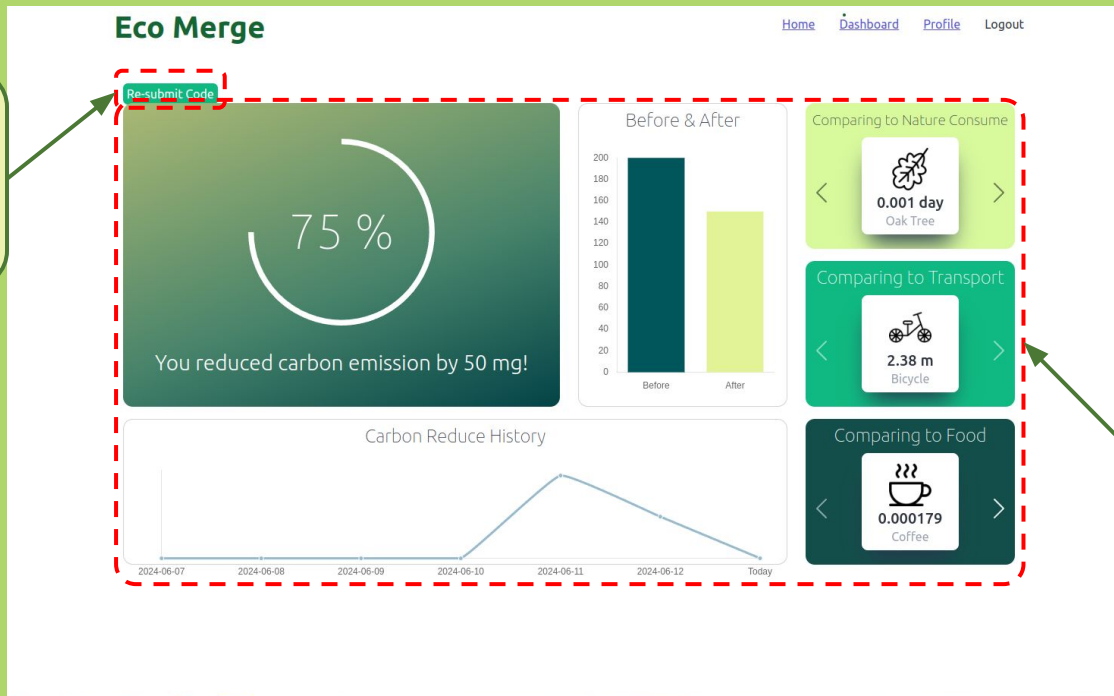 Eco Merge
Home Dashboard Profile Logout
Re-submit Code
75 %
You reduced carbon emission by 50 mg!
Before & After
200
180
160
140
120
100
80
60
40
20
0
Before After
Comparing to Nature Consume
0.001 day
Oak Tree
Comparing to Transport
2.38 m
Bicycle
Comparing to Food
0.000179
Coffee
Carbon Reduce History
2024-06-07 2024-06-08 2024-06-09 2024-06-10 2024-06-11 2024-06-12 Today